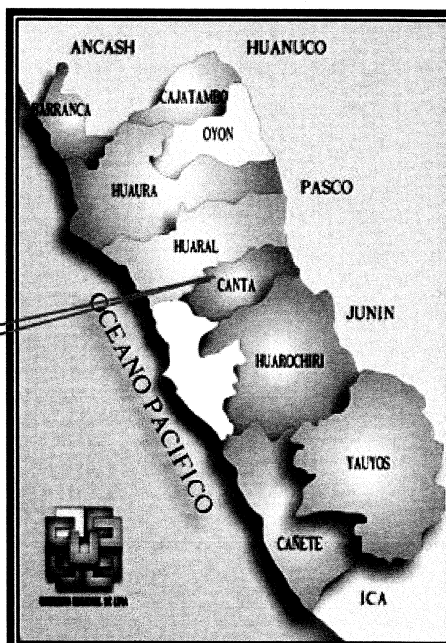 ANCASH
HUANUCO
BARRANCA
CAJATAMBO
OYON
HUAURA
PASCO
HUARAL
CANTA
JUNIN
OCEANO PACIFICO
HUAROCHIRI
YAUYOS
CAÑETE
ICA